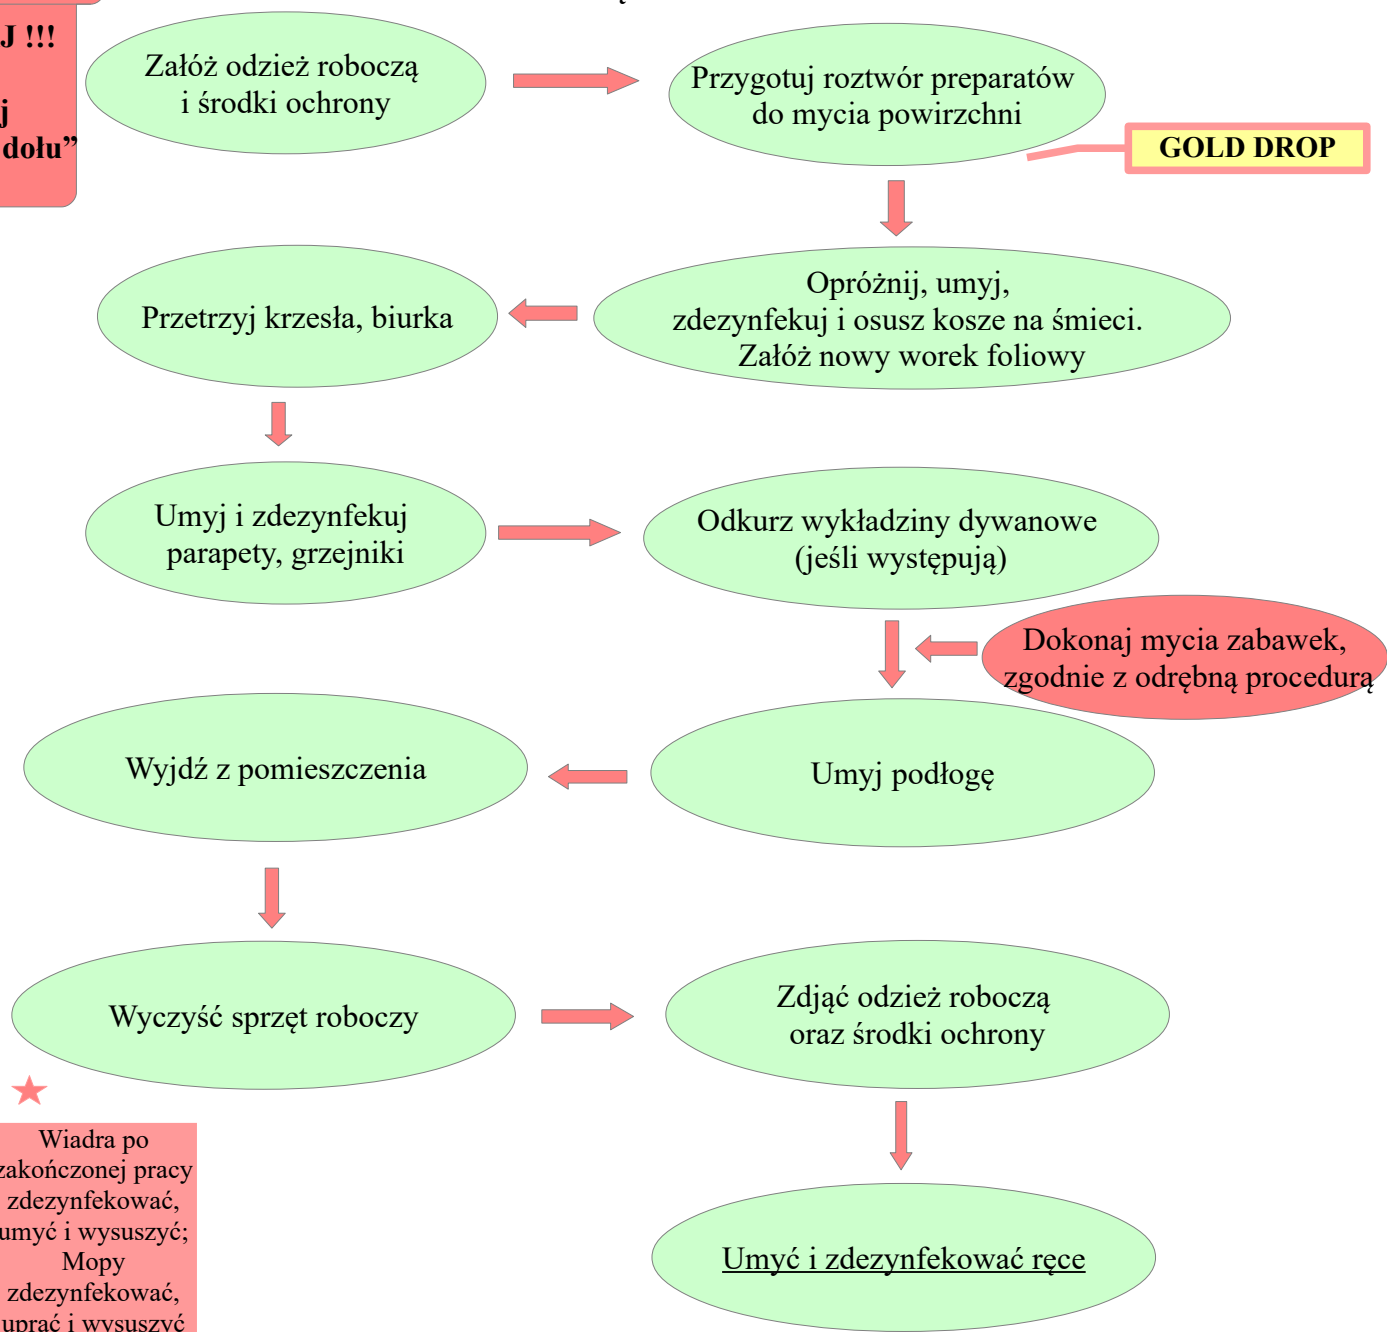 J !!!
j
dołu”
Załóż odzież roboczą
i środki ochrony
Przygotuj roztwór preparatów
do mycia powirzchni
GOLD DROP
Opróżnij, umyj,
zdezynfekuj i osusz kosze na śmieci.
Załóż nowy worek foliowy
Przetrzyj krzesła, biurka
Umyj i zdezynfekuj
parapety, grzejniki
Odkurz wykładziny dywanowe
(jeśli występują)
Dokonaj mycia zabawek,
zgodnie z odrębną procedurą
Umyj podłogę
Wyjdź z pomieszczenia
Wyczyść sprzęt roboczy
Zdjąć odzież roboczą
oraz środki ochrony
Umyć i zdezynfekować ręce
Wiadra po
zakończonej pracy
zdezynfekować,
umyć i wysuszyć;
Mopy
zdezynfekować,
uprać i wysuszyć